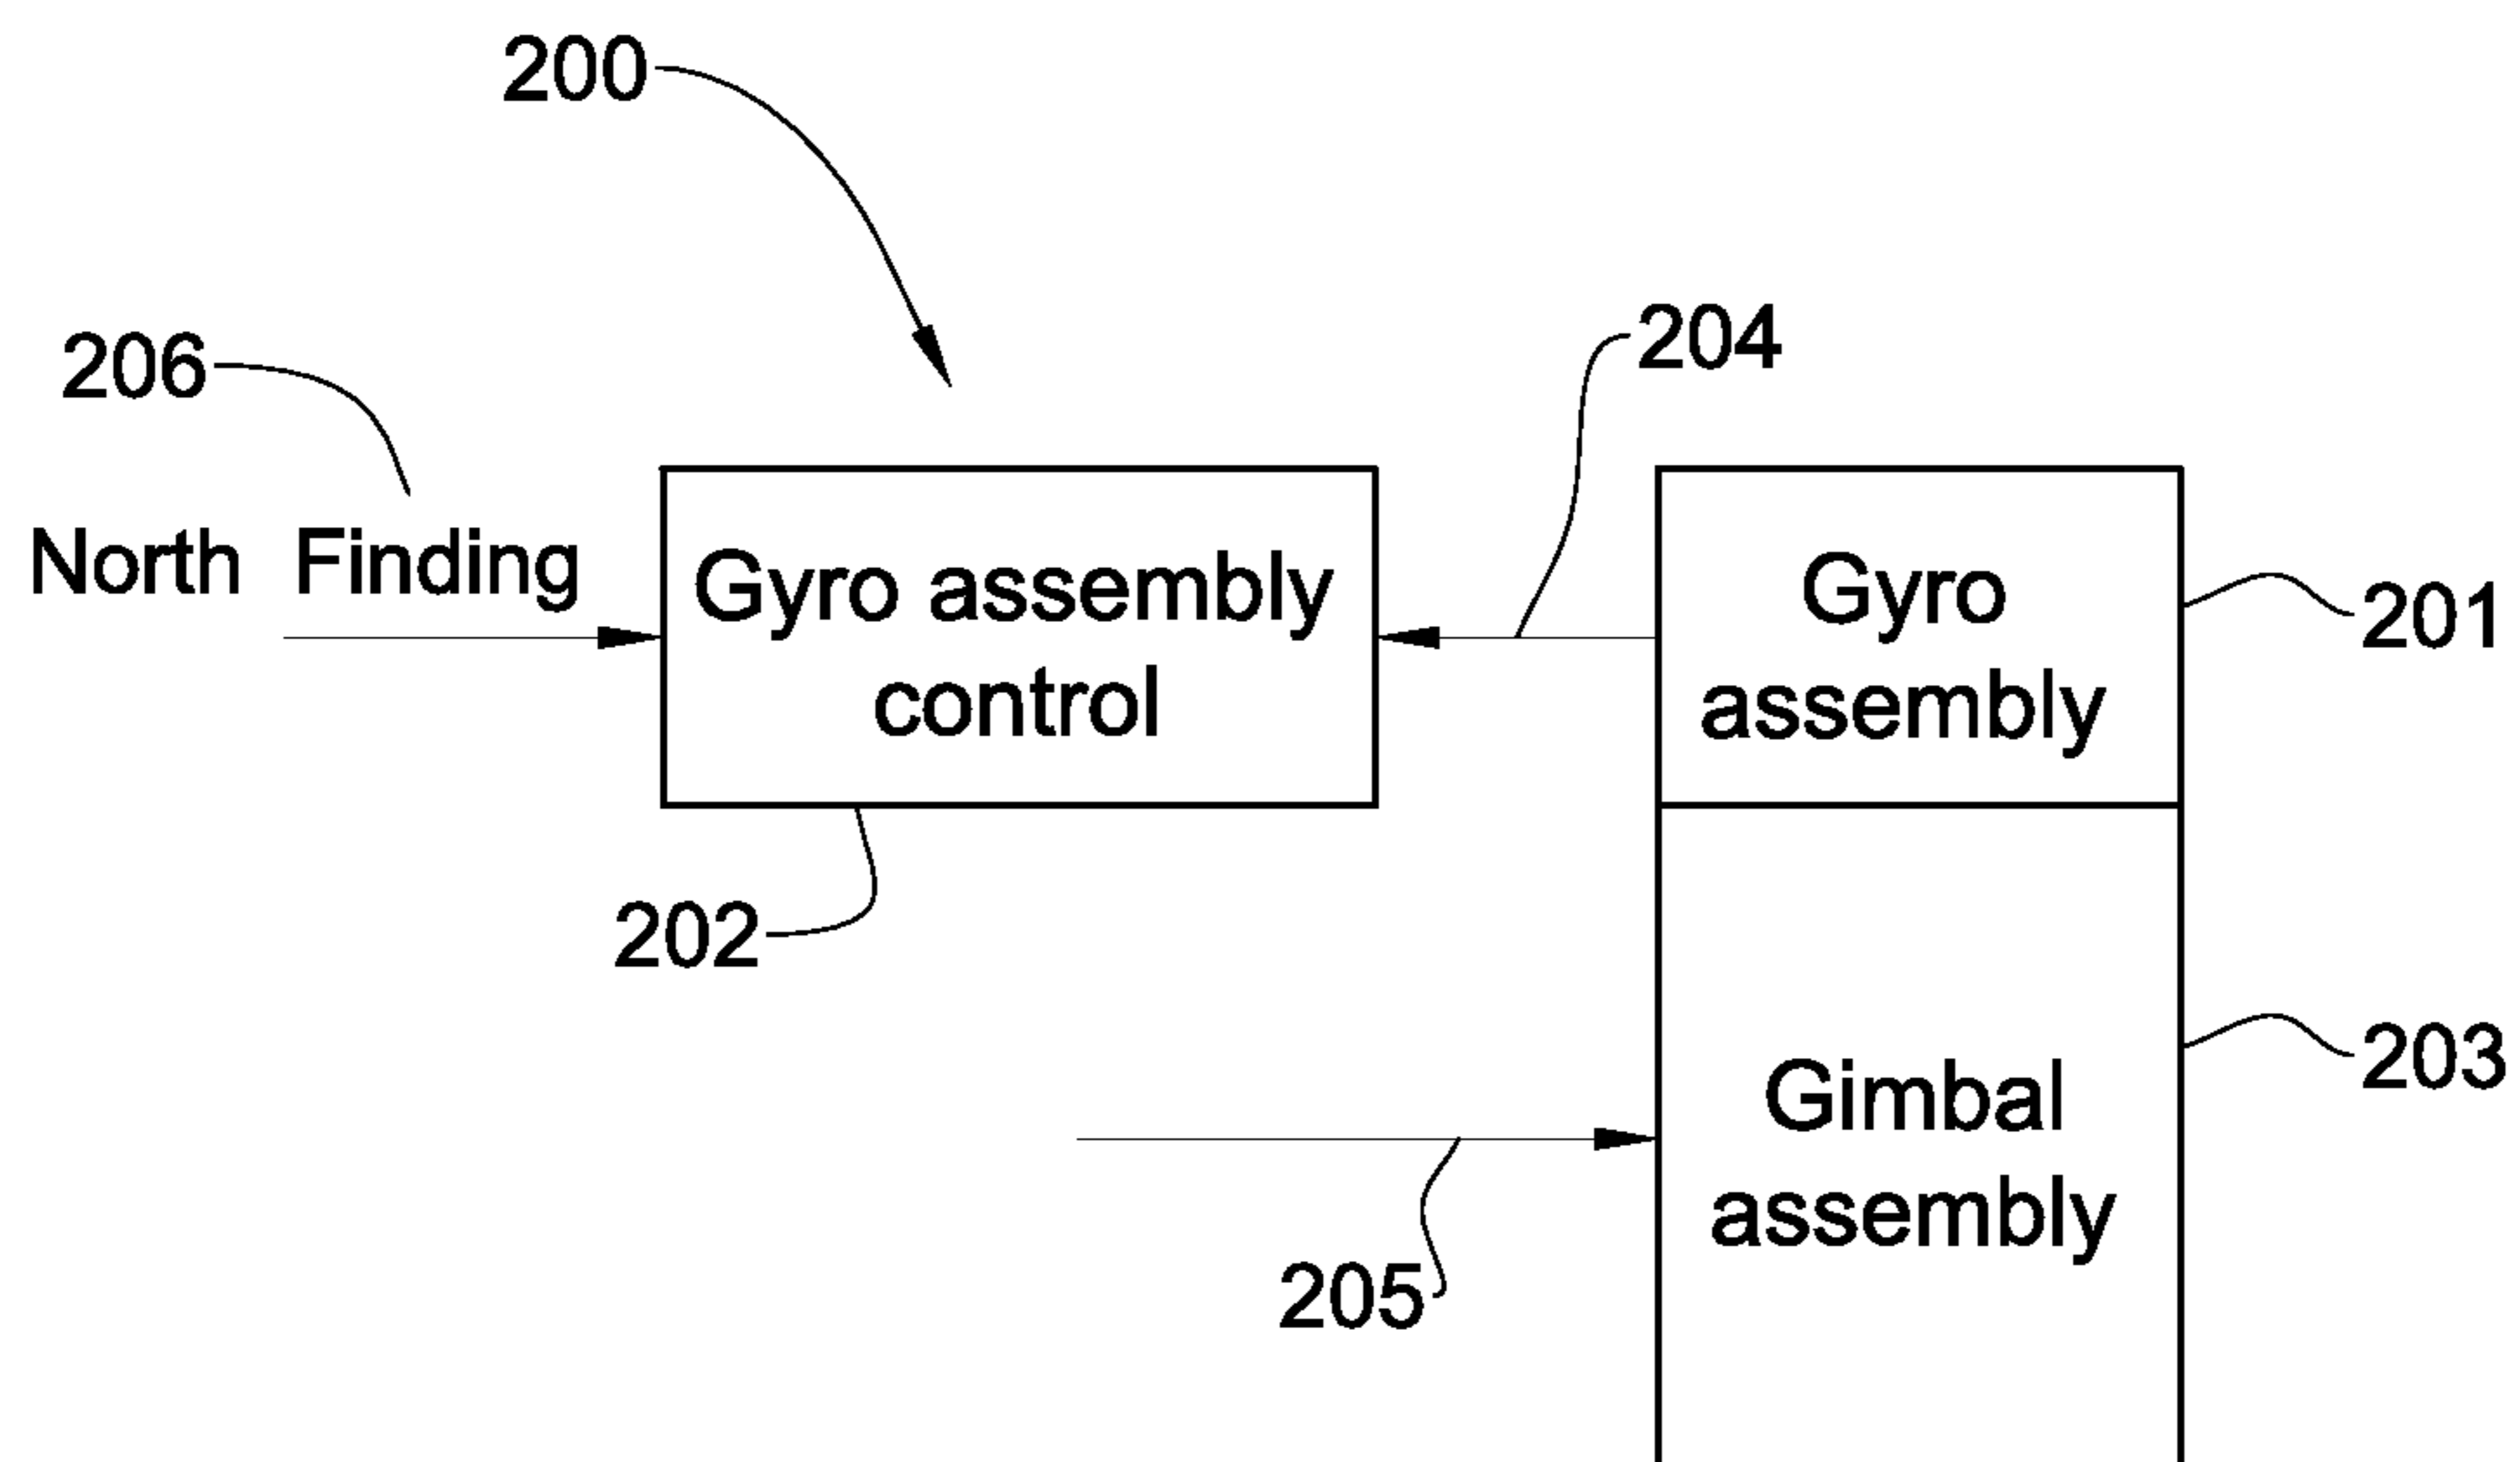 200
204
206
North Finding
Gyro assembly
control
Gyro
assembly
201
202
203
Gimbal
assembly
205